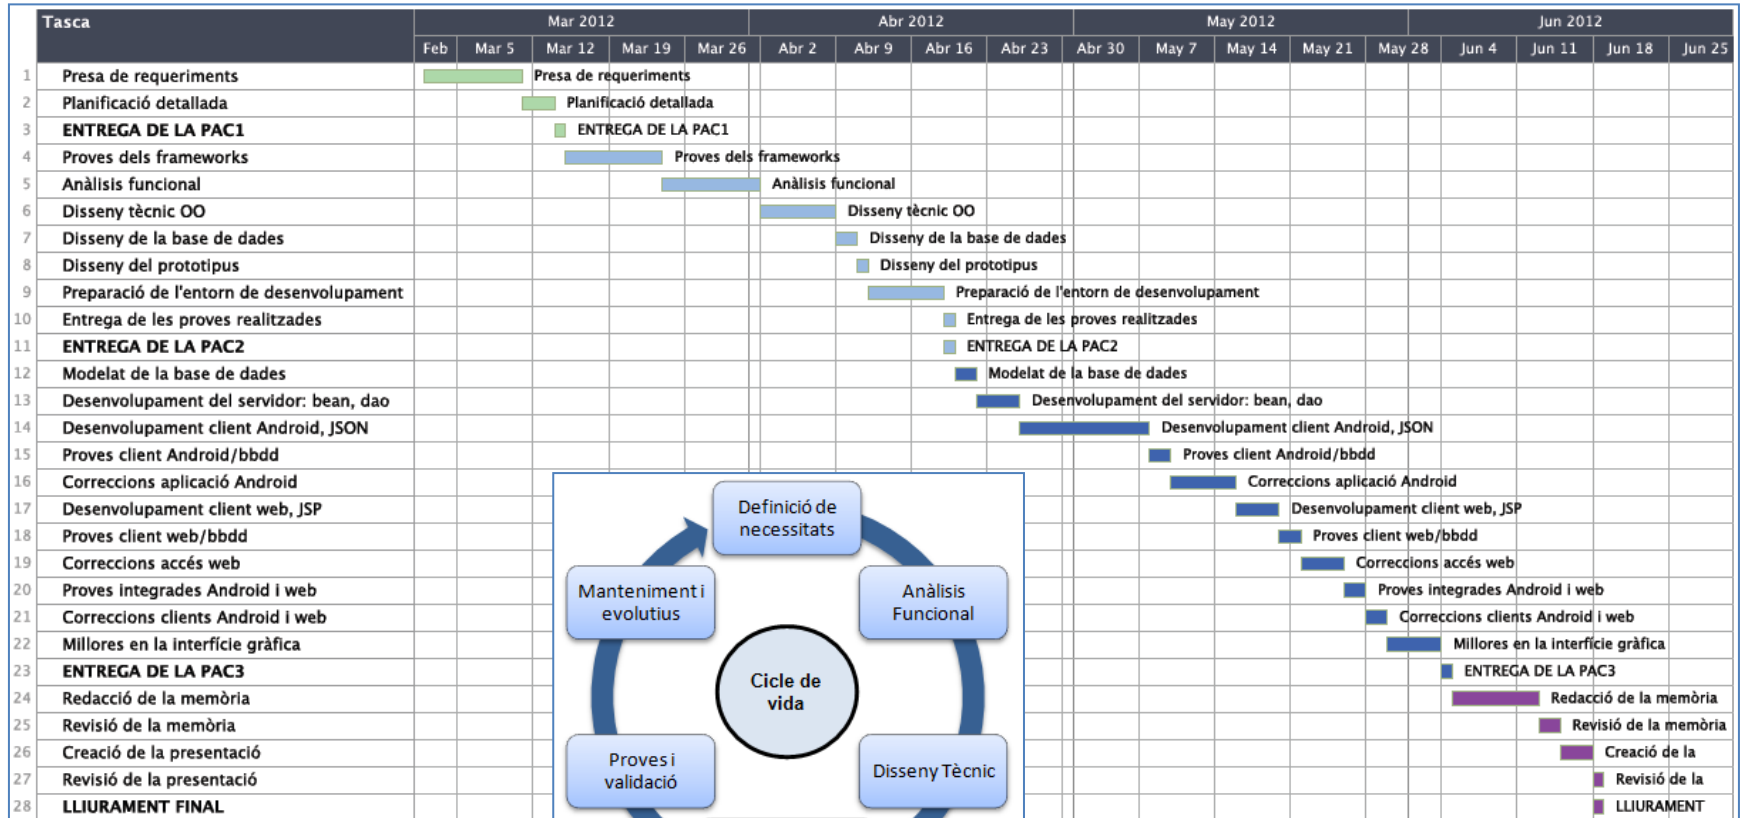 Tasca
Mar 2012 Abr 2012 May 2012 Jun 2012
Feb Mar 5 Mar 12 Mar 19 Mar 26 Abr 2 Abr 9 Abr 16 Abr 23 Abr 30 May 7 May 14 May 21 May 28 Jun 4 Jun 11 Jun 18 Jun 25
1 Presa de requeriments Presa de requeriments
2 Planificació detallada Planificació detallada
3 ENTREGA DE LA PAC1 ENTREGA DE LA PAC1
4 Proves dels frameworks Proves dels frameworks
5 Anàlisis funcional Anàlisis funcional
6 Disseny tècnic OO Disseny tècnic OO
7 Disseny de la base de dades Disseny de la base de dades
8 Disseny del prototipus Disseny del prototipus
9 Preparació de l'entorn de desenvolupament Preparació de l'entorn de desenvolupament
10 Entrega de les proves realitzades Entrega de les proves realitzades
11 ENTREGA DE LA PAC2 ENTREGA DE LA PAC2
12 Modelat de la base de dades Modelat de la base de dades
13 Desenvolupament del servidor: bean, dao Desenvolupament del servidor: bean, dao
14 Desenvolupament client Android, JSON Desenvolupament client Android, JSON
15 Proves client Android/bbdd Proves client Android/bbdd
16 Correccions aplicació Android Correccions aplicació Android
17 Desenvolupament client web, JSP Desenvolupament client web, JSP
18 Proves client web/bbdd Proves client web/bbdd
19 Correccions accés web Correccions accés web
20 Proves integrades Android i web Proves integrades Android i web
21 Correccions clients Android i web Correccions clients Android i web
22 Millores en la interfície gràfica Millores en la interfície gràfica
23 ENTREGA DE LA PAC3 ENTREGA DE LA PAC3
24 Redacció de la memòria Redacció de la memòria
25 Revisió de la memòria Revisió de la memòria
26 Creació de la presentació Creació de la
27 Revisió de la presentació Revisió de la
28 LLIURAMENT FINAL LLIURAMENT
Definició de
necessitats
Anàlisis
Funcional
Disseny Tècnic
Proves i
validació
Manteniment i
evolutius
Cicle de
vida